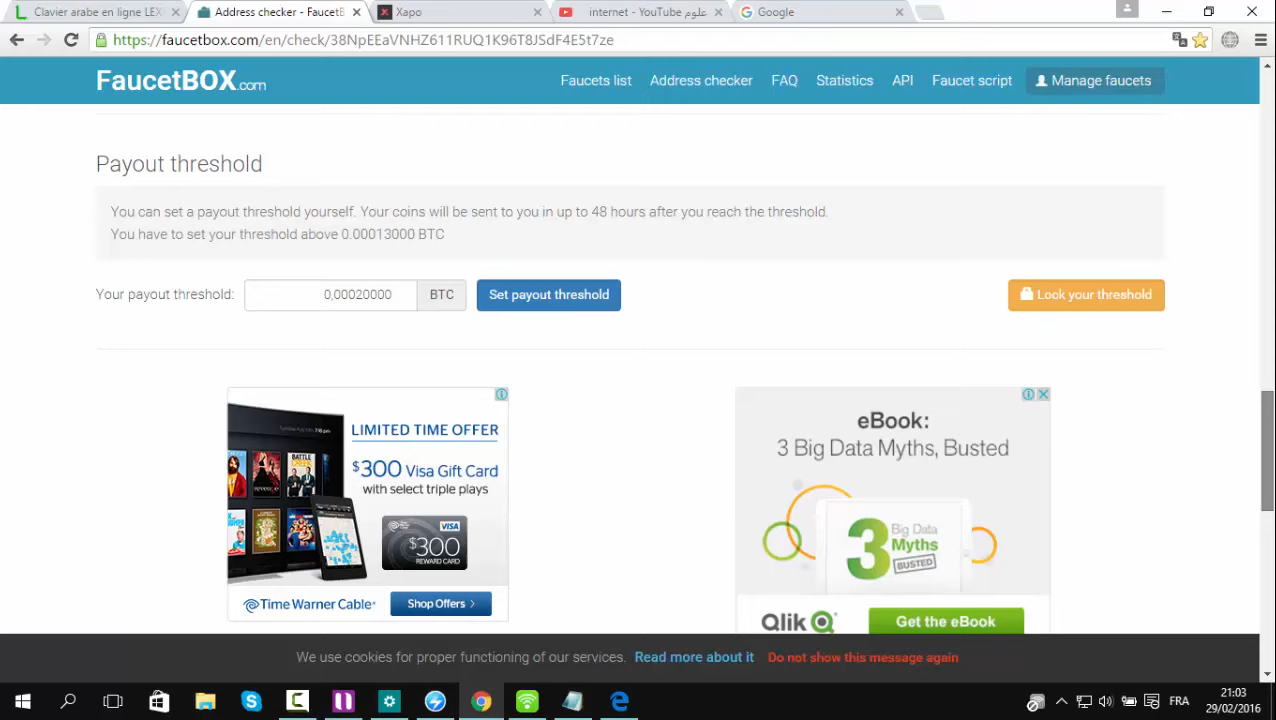 Clavier arabe en ligne LEX
Address checker - FaucetB
Xapo
internet - YouTube علوم
Google
https://faucetbox.com/en/check/38NpEEaVNHZ611RUQ1K96T8JSdF4E5t7ze
FaucetBOX.com
Faucets list
Address checker
FAQ
Statistics
API
Faucet script
Manage faucets
Payout threshold
You can set a payout threshold yourself. Your coins will be sent to you in up to 48 hours after you reach the threshold.
You have to set your threshold above 0.00013000 BTC
Your payout threshold: 0,00020000 BTC
Set payout threshold
Lock your threshold
LIMITED TIME OFFER
$300 Visa Gift Card
with select triple plays
VISA
$300
REWARD CARD
Time Warner Cable
Shop Offers >
eBook:
3 Big Data Myths, Busted
3 Big Data
Myths
BUSTED
Qlik
Get the eBook
We use cookies for proper functioning of our services. Read more about it Do not show this message again
FRA
21:03
29/02/2016